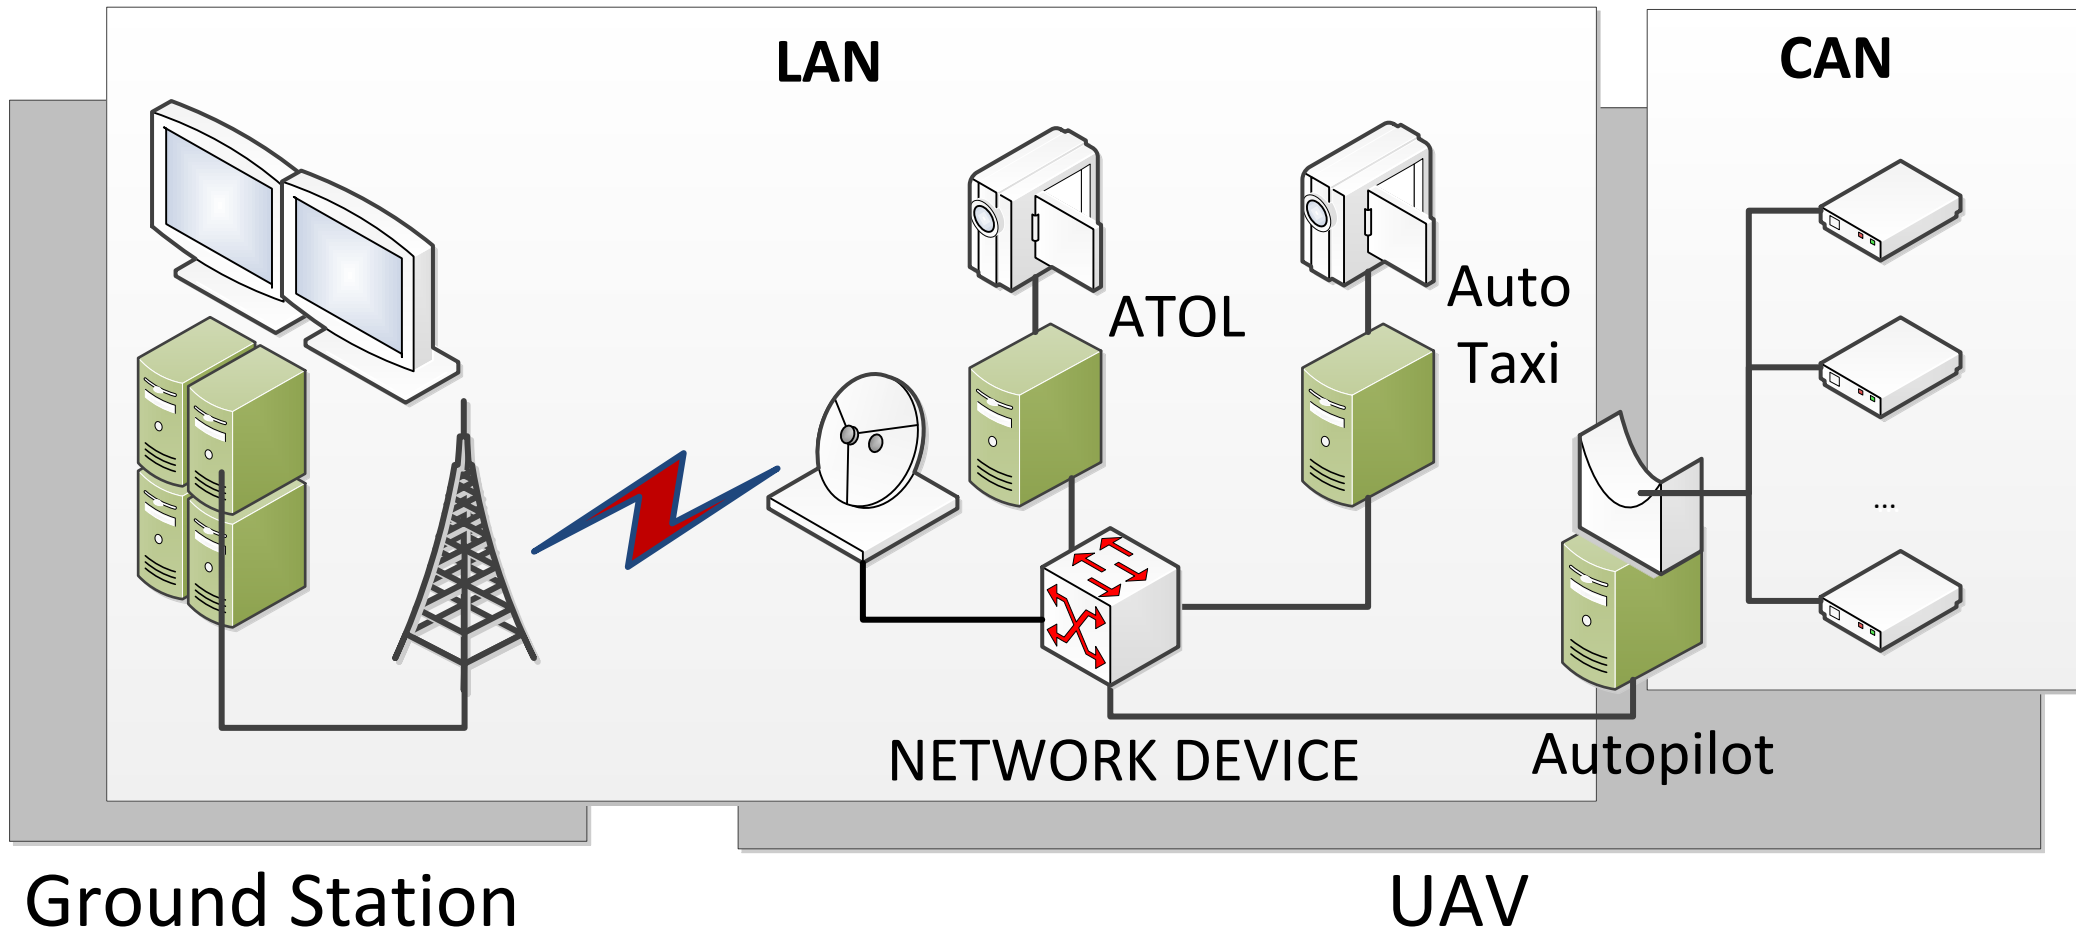 LAN
CAN
ATOL
Auto
Taxi
...
NETWORK DEVICE
Autopilot
Ground Station
UAV